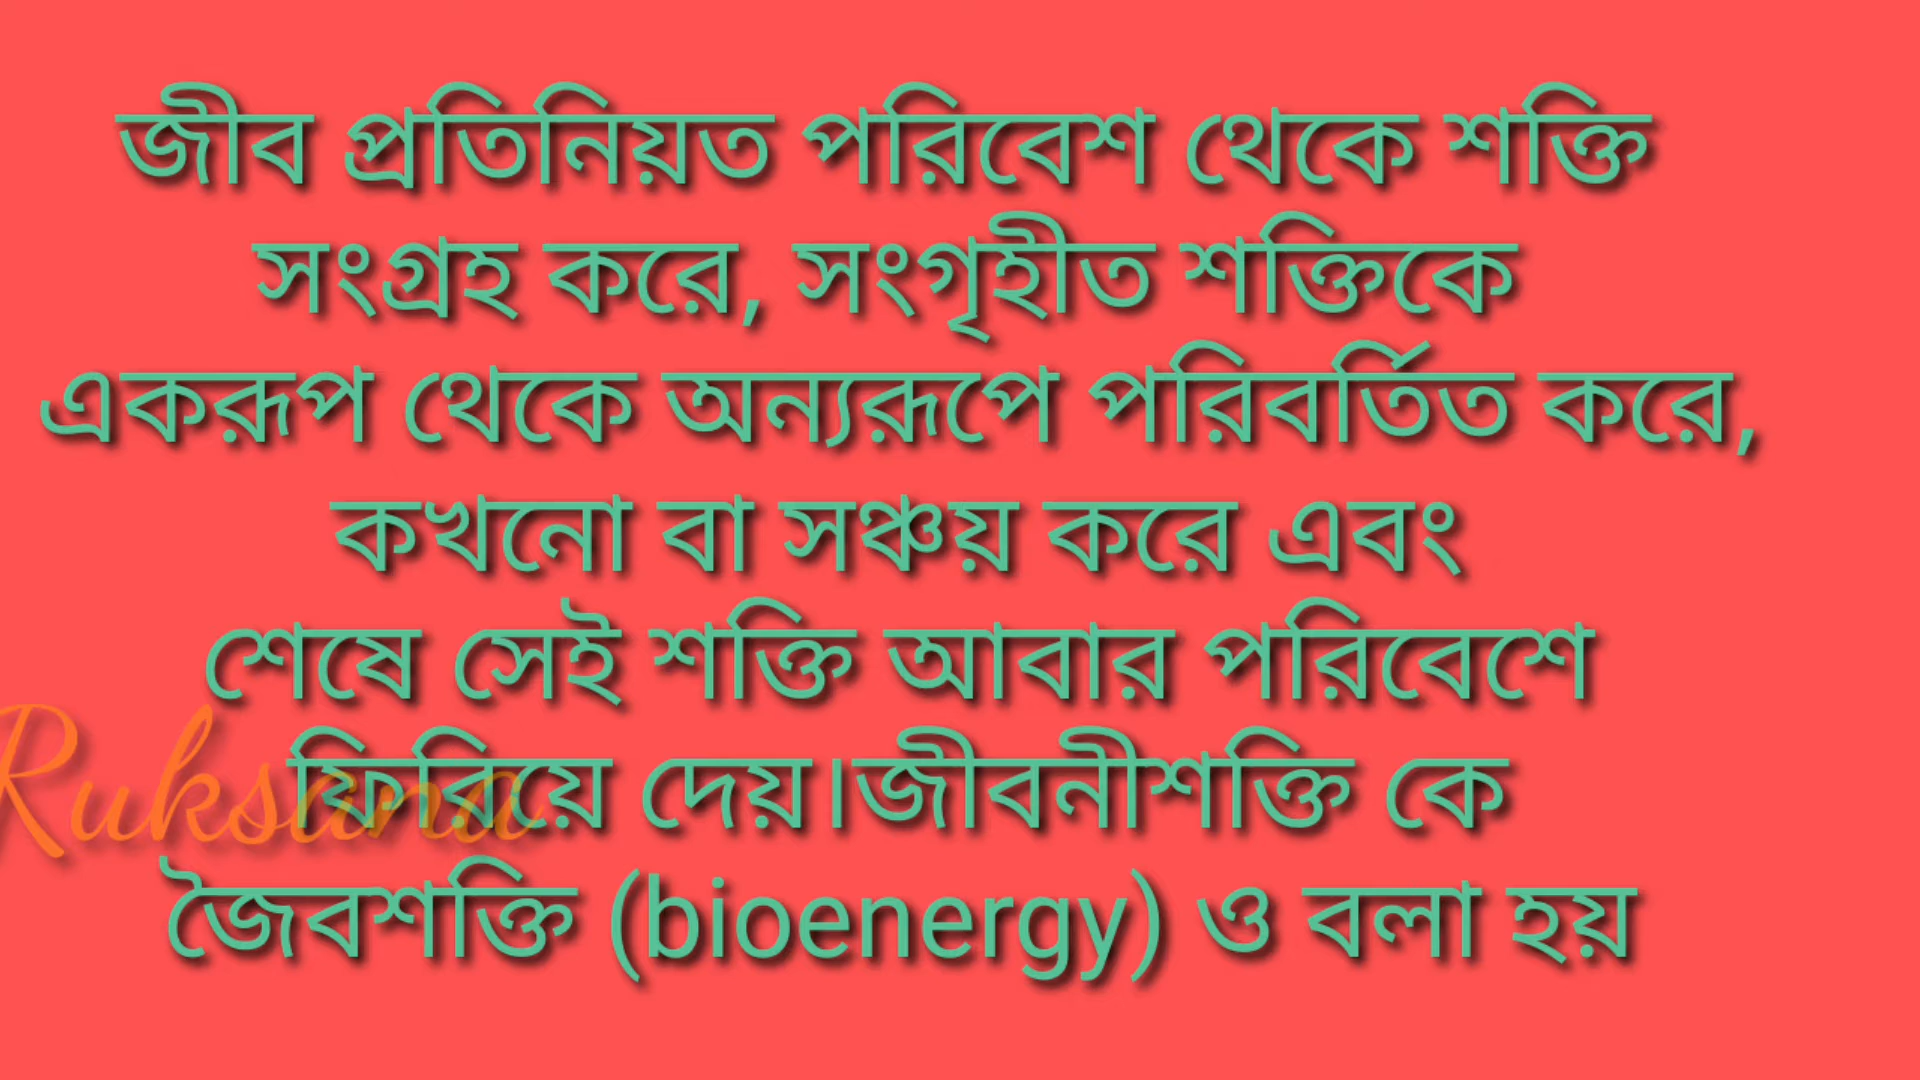 জীব প্রতিনিয়ত পরিবেশ থেকে শক্তি
সংগ্রহ করে, সংগৃহীত শক্তিকে
একরূপ থেকে অন্যরূপে পরিবর্তিত করে,
কখনো বা সঞ্চয় করে এবং
শেষে সেই শক্তি আবার পরিবেশে
ফিরিয়ে দেয়।জীবনীশক্তি কে
জৈবশক্তি (bioenergy) ও বলা হয়
Ruksana